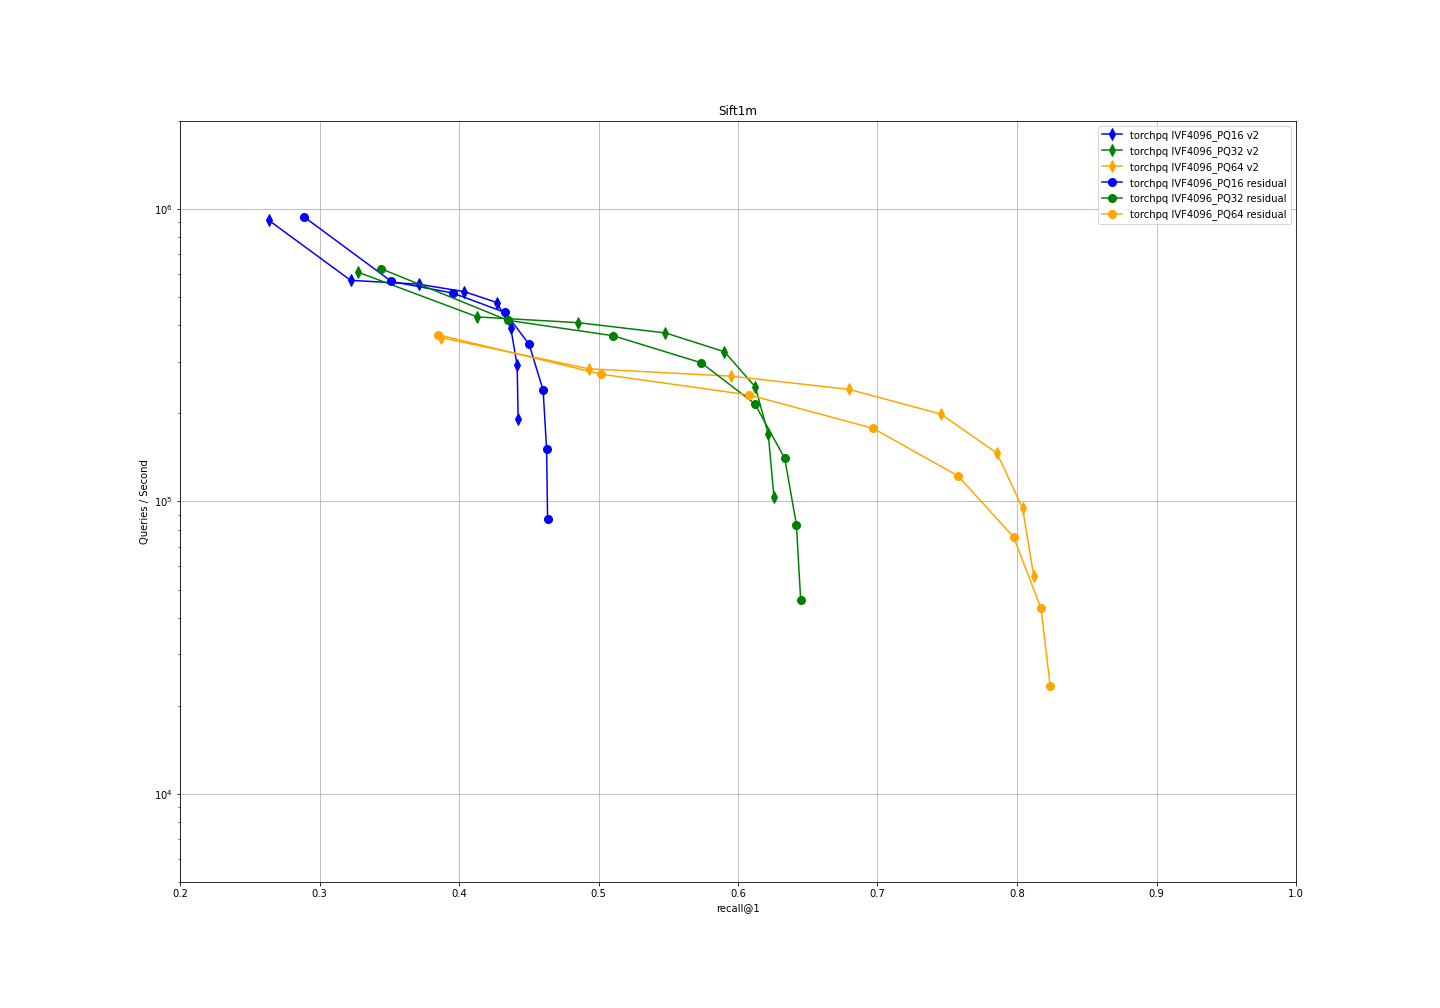 Sift1m
torchpq IVF4096_PQ16 v2
torchpq IVF4096_PQ32 v2
torchpq IVF4096_PQ64 v2
torchpq IVF4096_PQ16 residual
torchpq IVF4096_PQ32 residual
torchpq IVF4096_PQ64 residual
10⁶
10⁵
10⁴
Queries / Second
0.2 0.3 0.4 0.5 0.6 0.7 0.8 0.9 1.0
recall@1